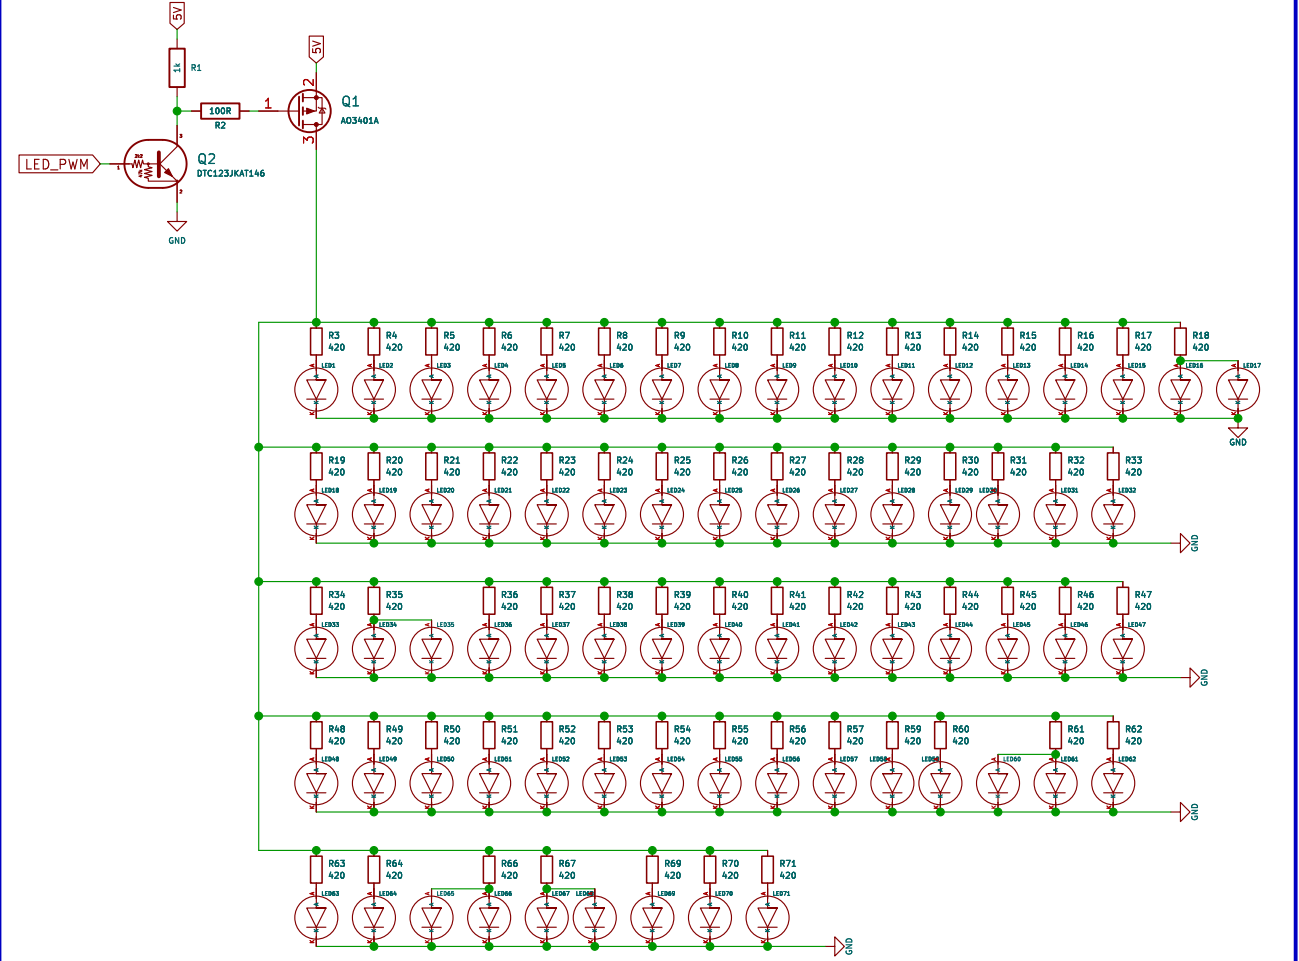 5V
1k R1
5V
2
1
100R
R2
Q1
AO3401A
3
3
LED_PWM
1
2k2
Q2
DTC123JKAT146
2
GND
R3 R4 R5 R6 R7 R8 R9 R10 R11 R12 R13 R14 R15 R16 R17 R18
420 420 420 420 420 420 420 420 420 420 420 420 420 420 420 420
LED1 LED2 LED3 LED4 LED5 LED6 LED7 LED8 LED9 LED10 LED11 LED12 LED13 LED14 LED15 LED16 LED17
GND
R19 R20 R21 R22 R23 R24 R25 R26 R27 R28 R29 R30 R31 R32 R33
420 420 420 420 420 420 420 420 420 420 420 420 420 420 420
LED18 LED19 LED20 LED21 LED22 LED23 LED24 LED25 LED26 LED27 LED28 LED29 LED30 LED31 LED32
GND
R34 R35 R36 R37 R38 R39 R40 R41 R42 R43 R44 R45 R46 R47
420 420 420 420 420 420 420 420 420 420 420 420 420 420
LED33 LED34 LED35 LED36 LED37 LED38 LED39 LED40 LED41 LED42 LED43 LED44 LED45 LED46 LED47
GND
R48 R49 R50 R51 R52 R53 R54 R55 R56 R57 R59 R60 R61 R62
420 420 420 420 420 420 420 420 420 420 420 420 420 420
LED48 LED49 LED50 LED51 LED52 LED53 LED54 LED55 LED56 LED57 LED58 LED59 LED60 LED61 LED62
GND
R63 R64 R66 R67 R69 R70 R71
420 420 420 420 420 420 420
LED63 LED64 LED65 LED66 LED67 LED68 LED69 LED70 LED71
GND